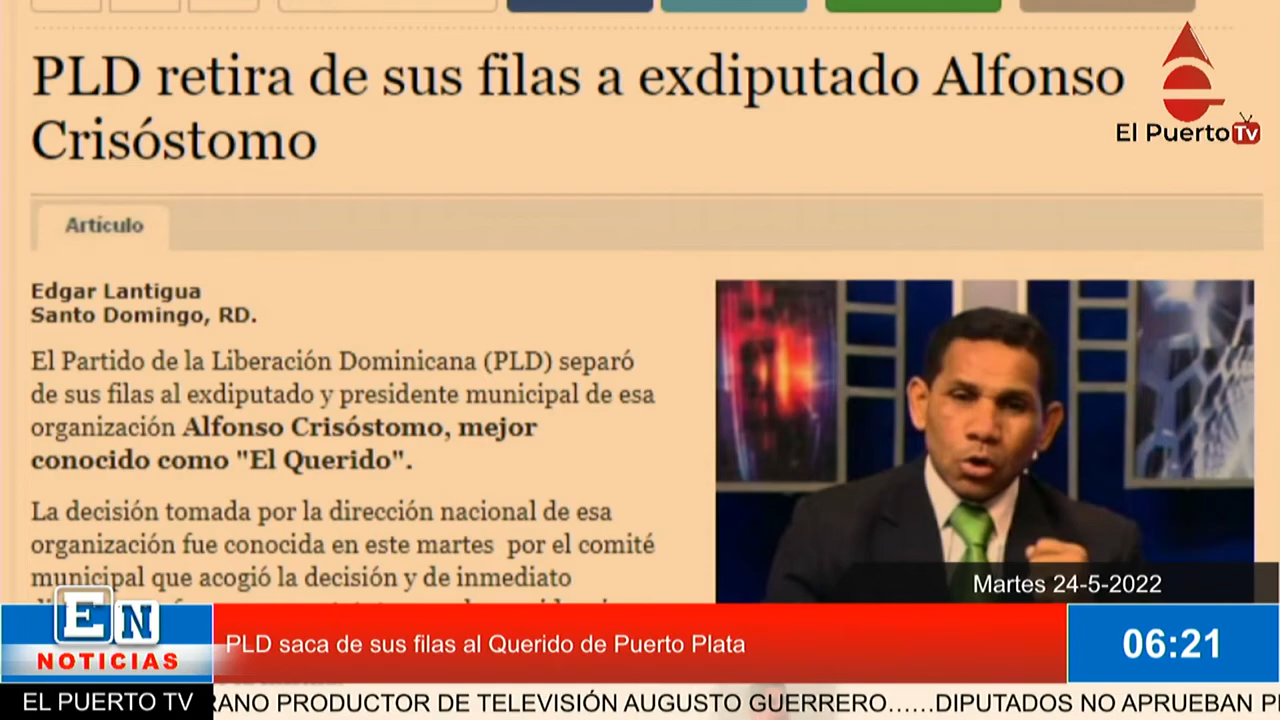 PLD retira de sus filas a exdiputado Alfonso
Crisóstomo
El Puerto Tv
Artículo
Edgar Lantigua
Santo Domingo, RD.
El Partido de la Liberación Dominicana (PLD) separó
de sus filas al exdiputado y presidente municipal de esa
organización Alfonso Crisóstomo, mejor
conocido como "El Querido".
La decisión tomada por la dirección nacional de esa
organización fue conocida en este martes por el comité
municipal que acogió la decisión y de inmediato
Martes 24-5-2022
EN
NOTICIAS
PLD saca de sus filas al Querido de Puerto Plata
06:21
EL PUERTO TV
RANO PRODUCTOR DE TELEVISIÓN AUGUSTO GUERRERO......DIPUTADOS NO APRUEBAN